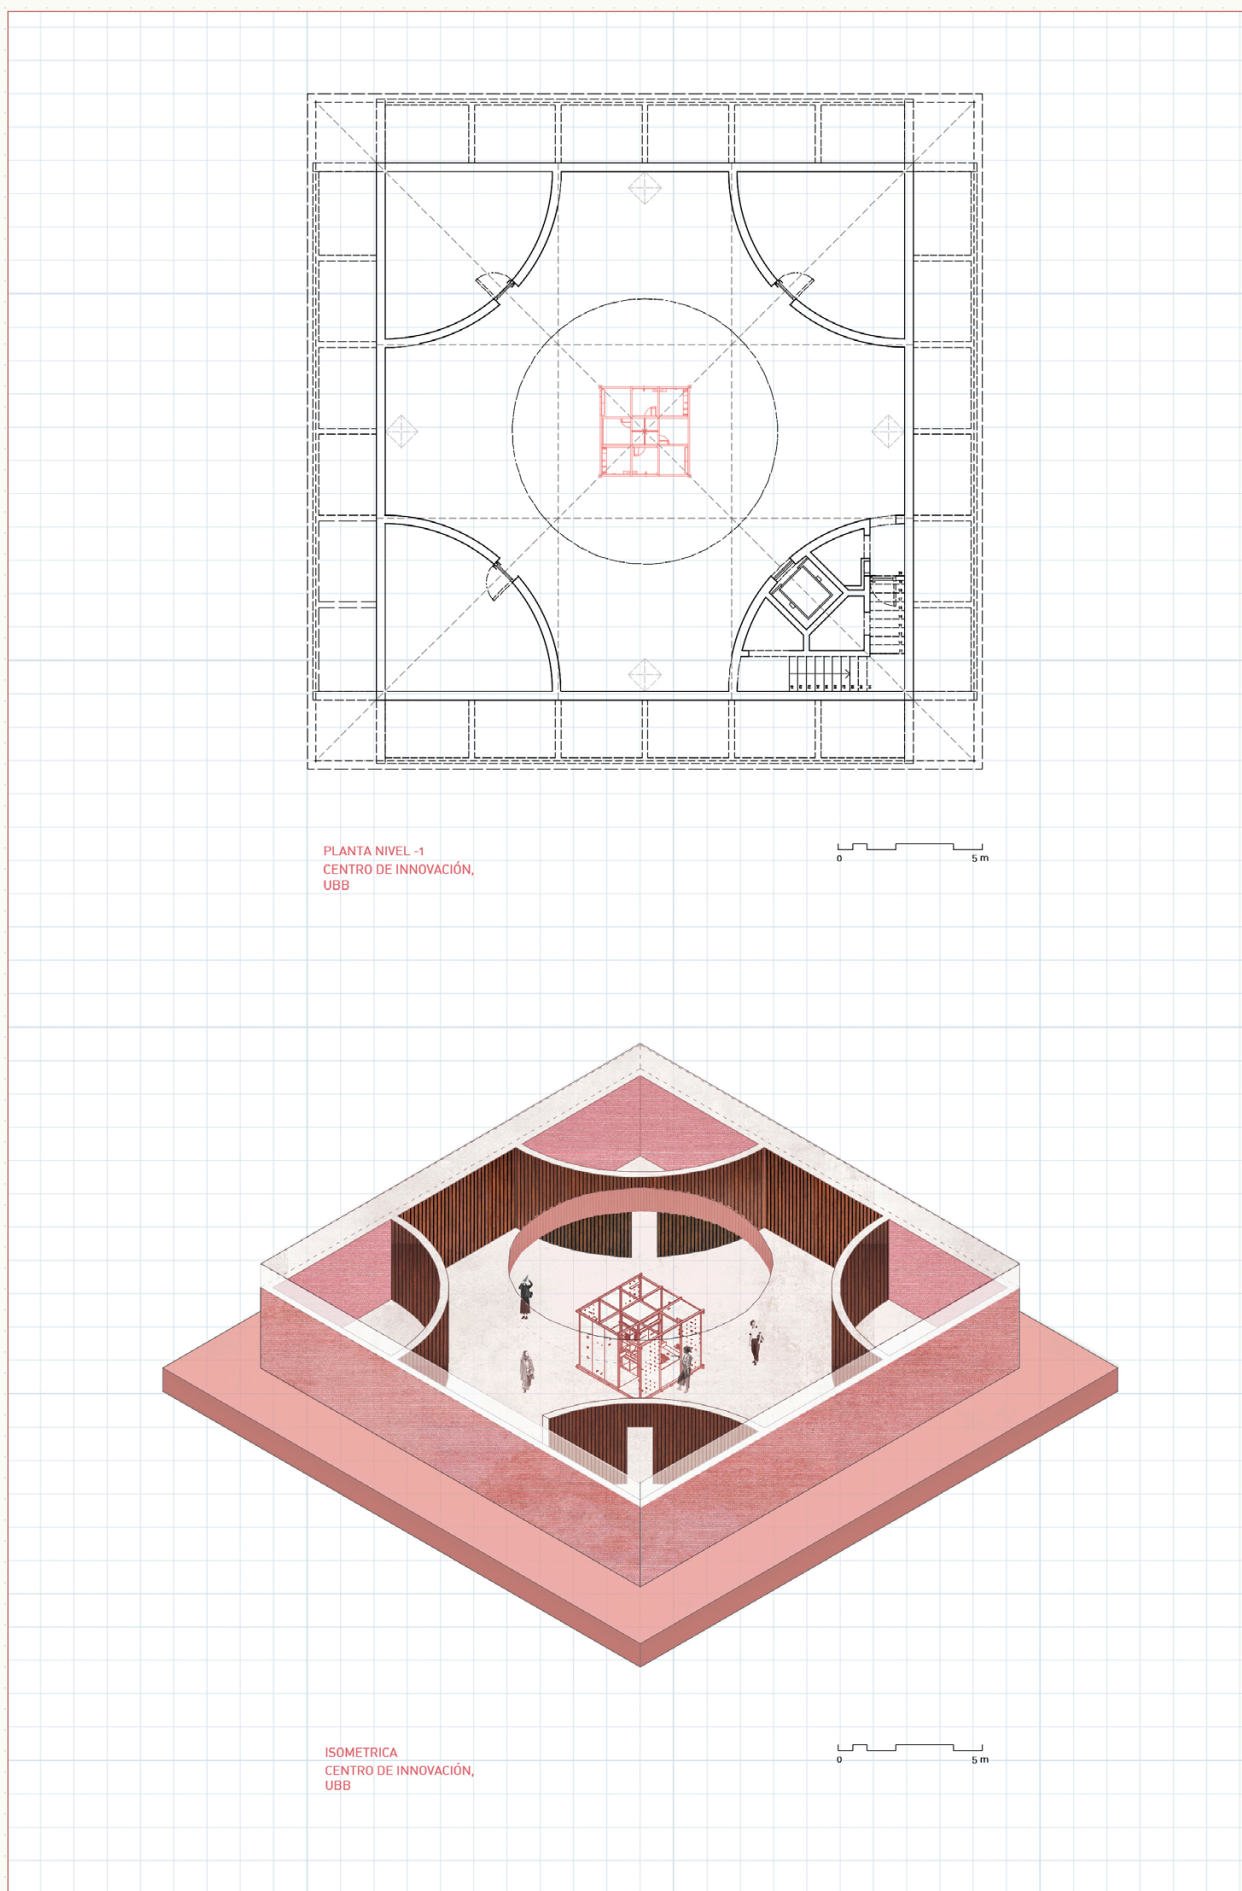 PLANTA NIVEL -1
CENTRO DE INNOVACIÓN,
UBB
0 5 m
ISOMETRICA
CENTRO DE INNOVACIÓN,
UBB
0 5 m